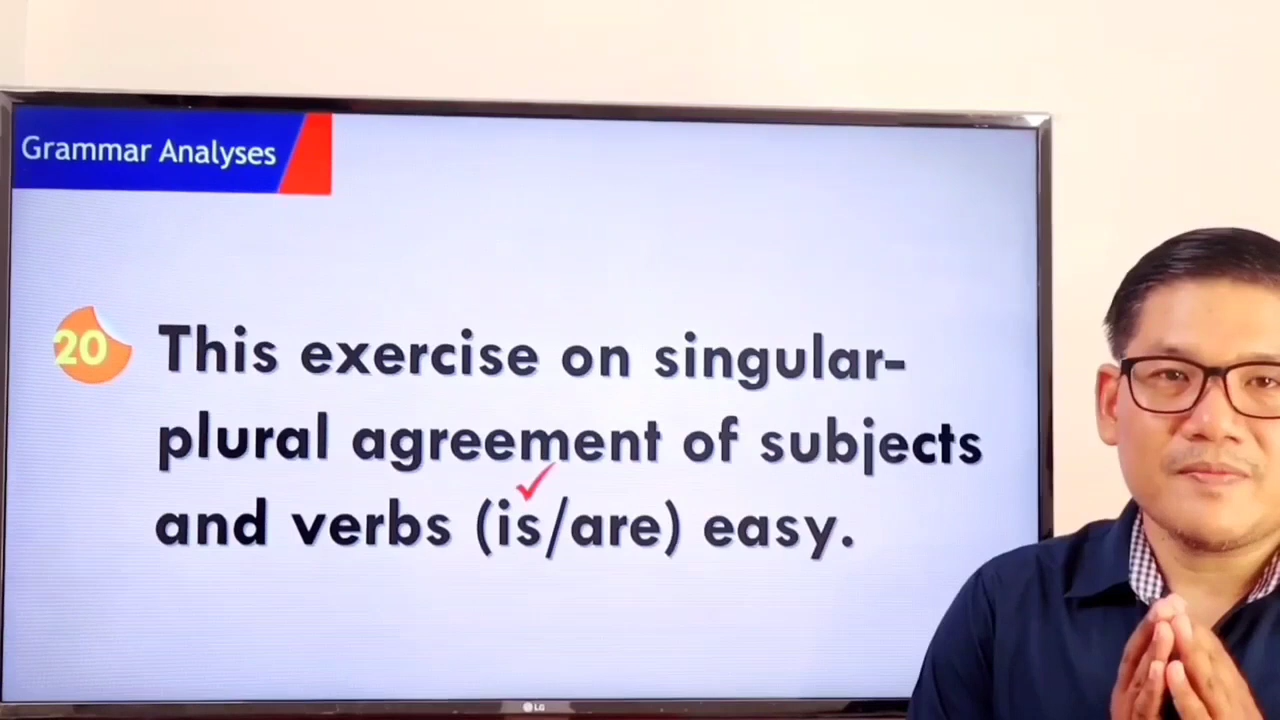 Grammar Analyses
20
This exercise on singular-
plural agreement of subjects
and verbs (is/are) easy.
LG